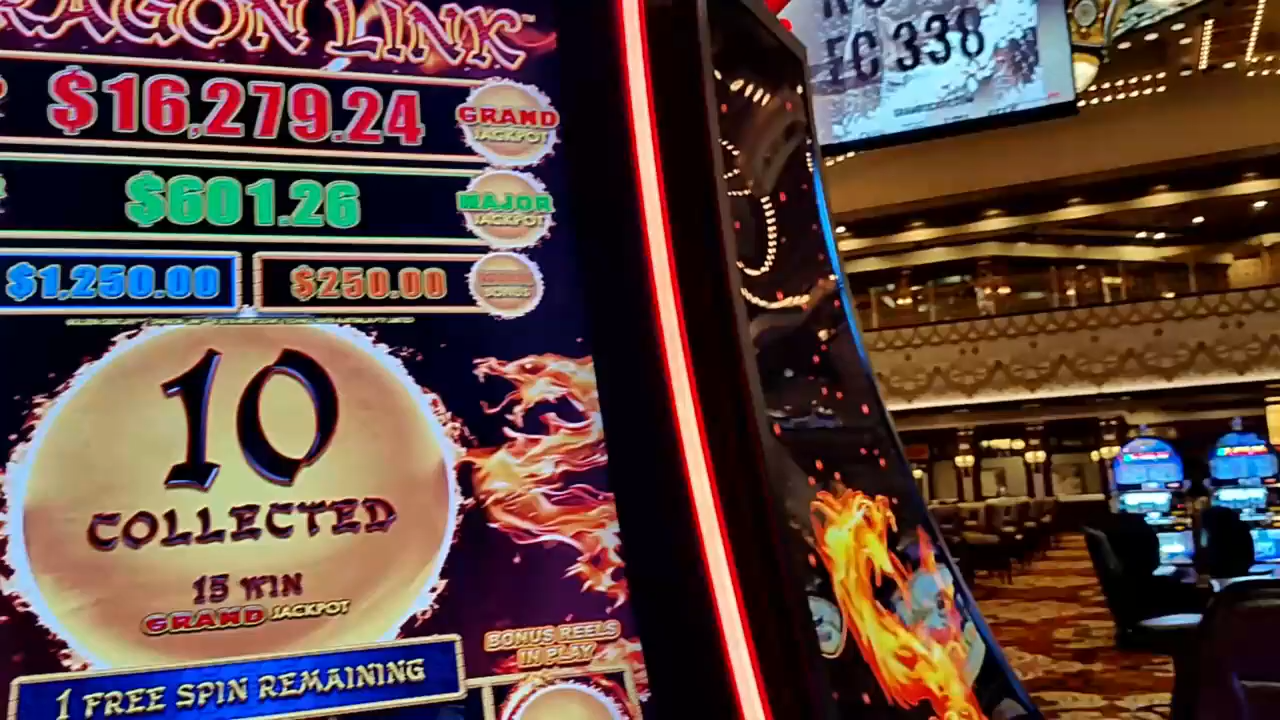 RAGON LINK
$16,279.24
GRAND
JACKPOT
$601.26
MAJOR
JACKPOT
$1,250.00
$250.00
BONUS
10
COLLECTED
15 WIN
GRAND JACKPOT
1 FREE SPIN REMAINING
BONUS REELS
IN PLAY
338